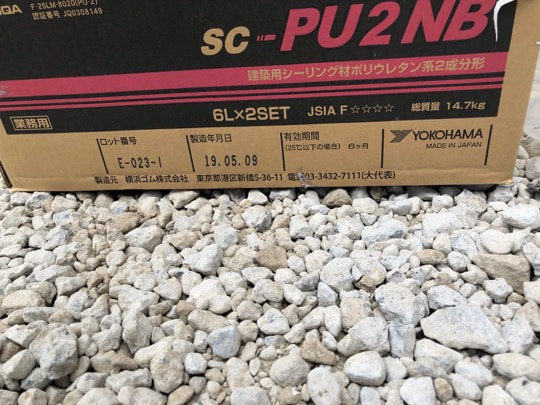 F-25LM-8020(PU-2)
認証番号 JQ0308149
SC-PU2NB
建築用シーリング材ポリウレタン系2成分形
6L×2SET JSIA F☆☆☆☆ 総質量 14.7kg
業務用
ロット番号 製造年月日 有効期間
(25℃以下の場合) 6ヶ月
E-023-1 19.05.09
YOKOHAMA
MADE IN JAPAN
製造元 横浜ゴム株式会社 東京都港区新橋5-36-11 電話03-3432-7111(大代表)